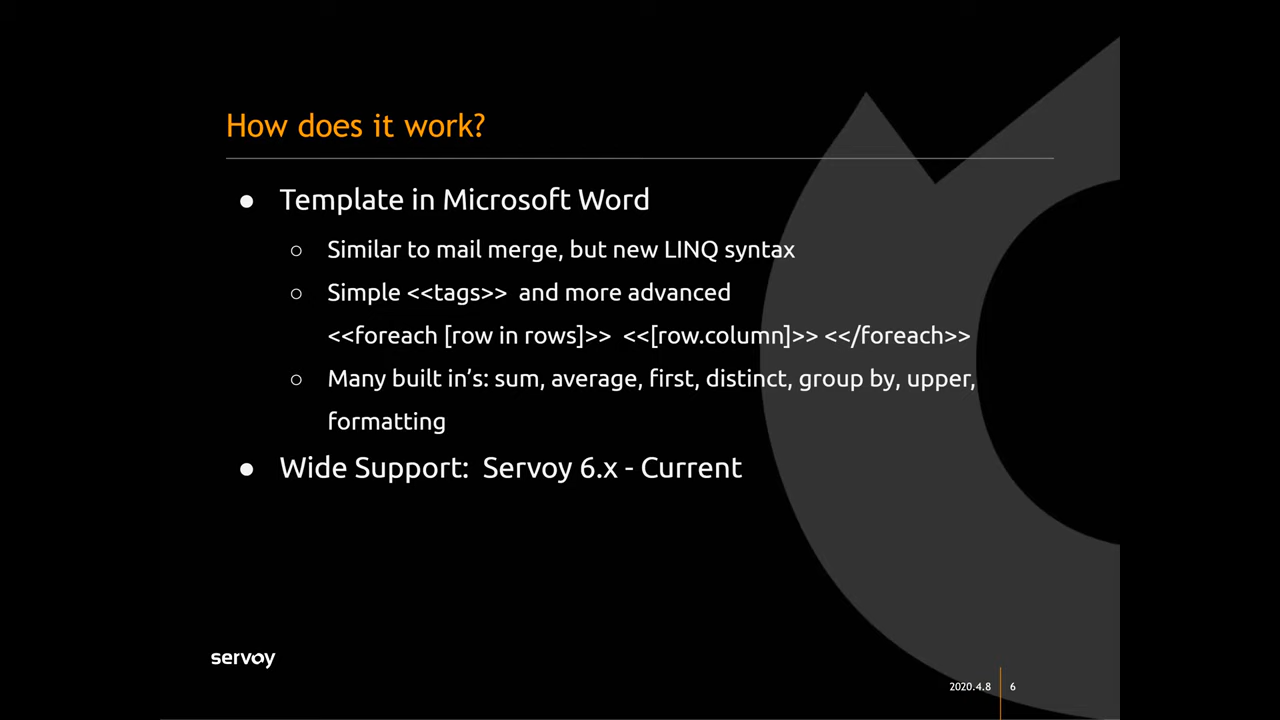 How does it work?
● Template in Microsoft Word
○ Similar to mail merge, but new LINQ syntax
○ Simple <<tags>> and more advanced
<<foreach [row in rows]>> <<[row.column]>> <</foreach>>
○ Many built in’s: sum, average, first, distinct, group by, upper,
formatting
● Wide Support: Servoy 6.x - Current
servoy
2020.4.8 6